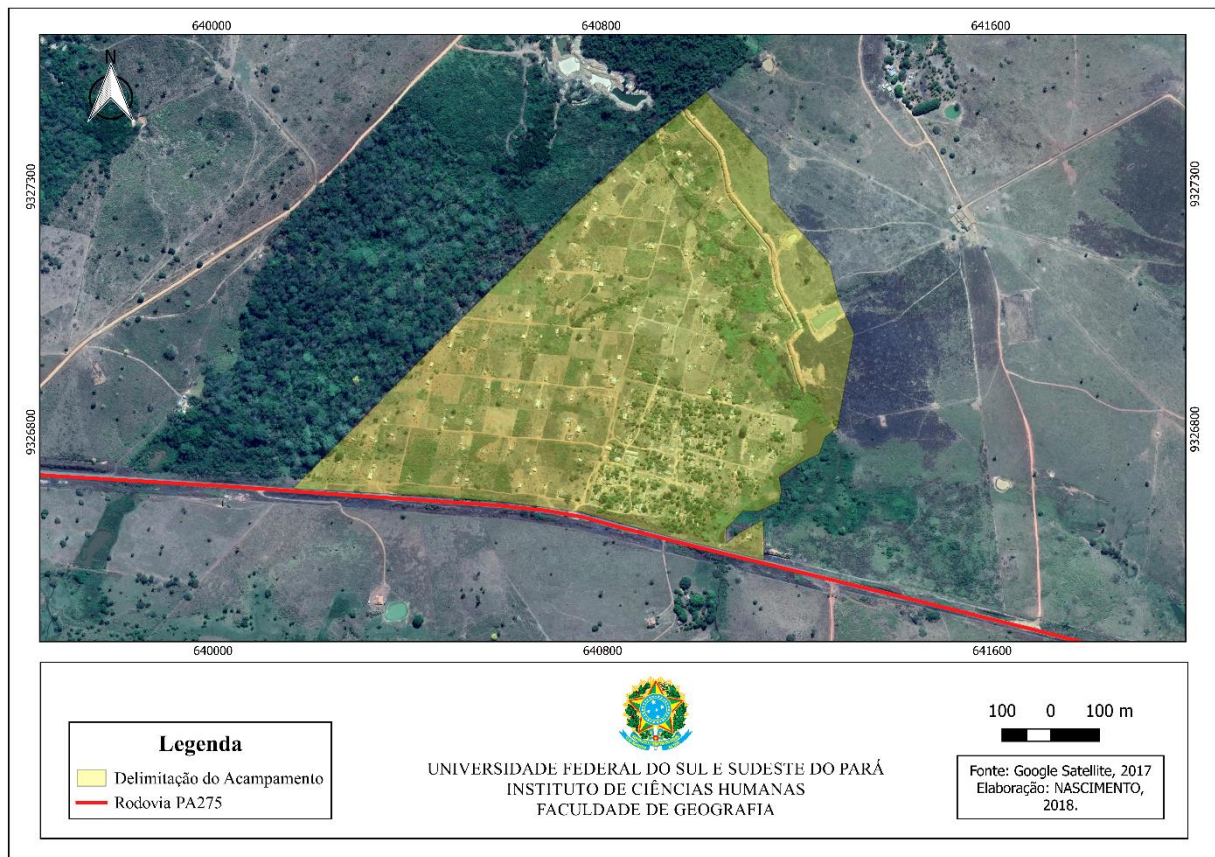 640000 640800 641600
N
9327300 9327300
9326800 9326800
640000 640800 641600
Legenda
Delimitação do Acampamento
Rodovia PA275
UNIVERSIDADE FEDERAL DO SUL E SUDESTE DO PARÁ
INSTITUTO DE CIÊNCIAS HUMANAS
FACULDADE DE GEOGRAFIA
100 0 100 m
Fonte: Google Satellite, 2017
Elaboração: NASCIMENTO,
2018.